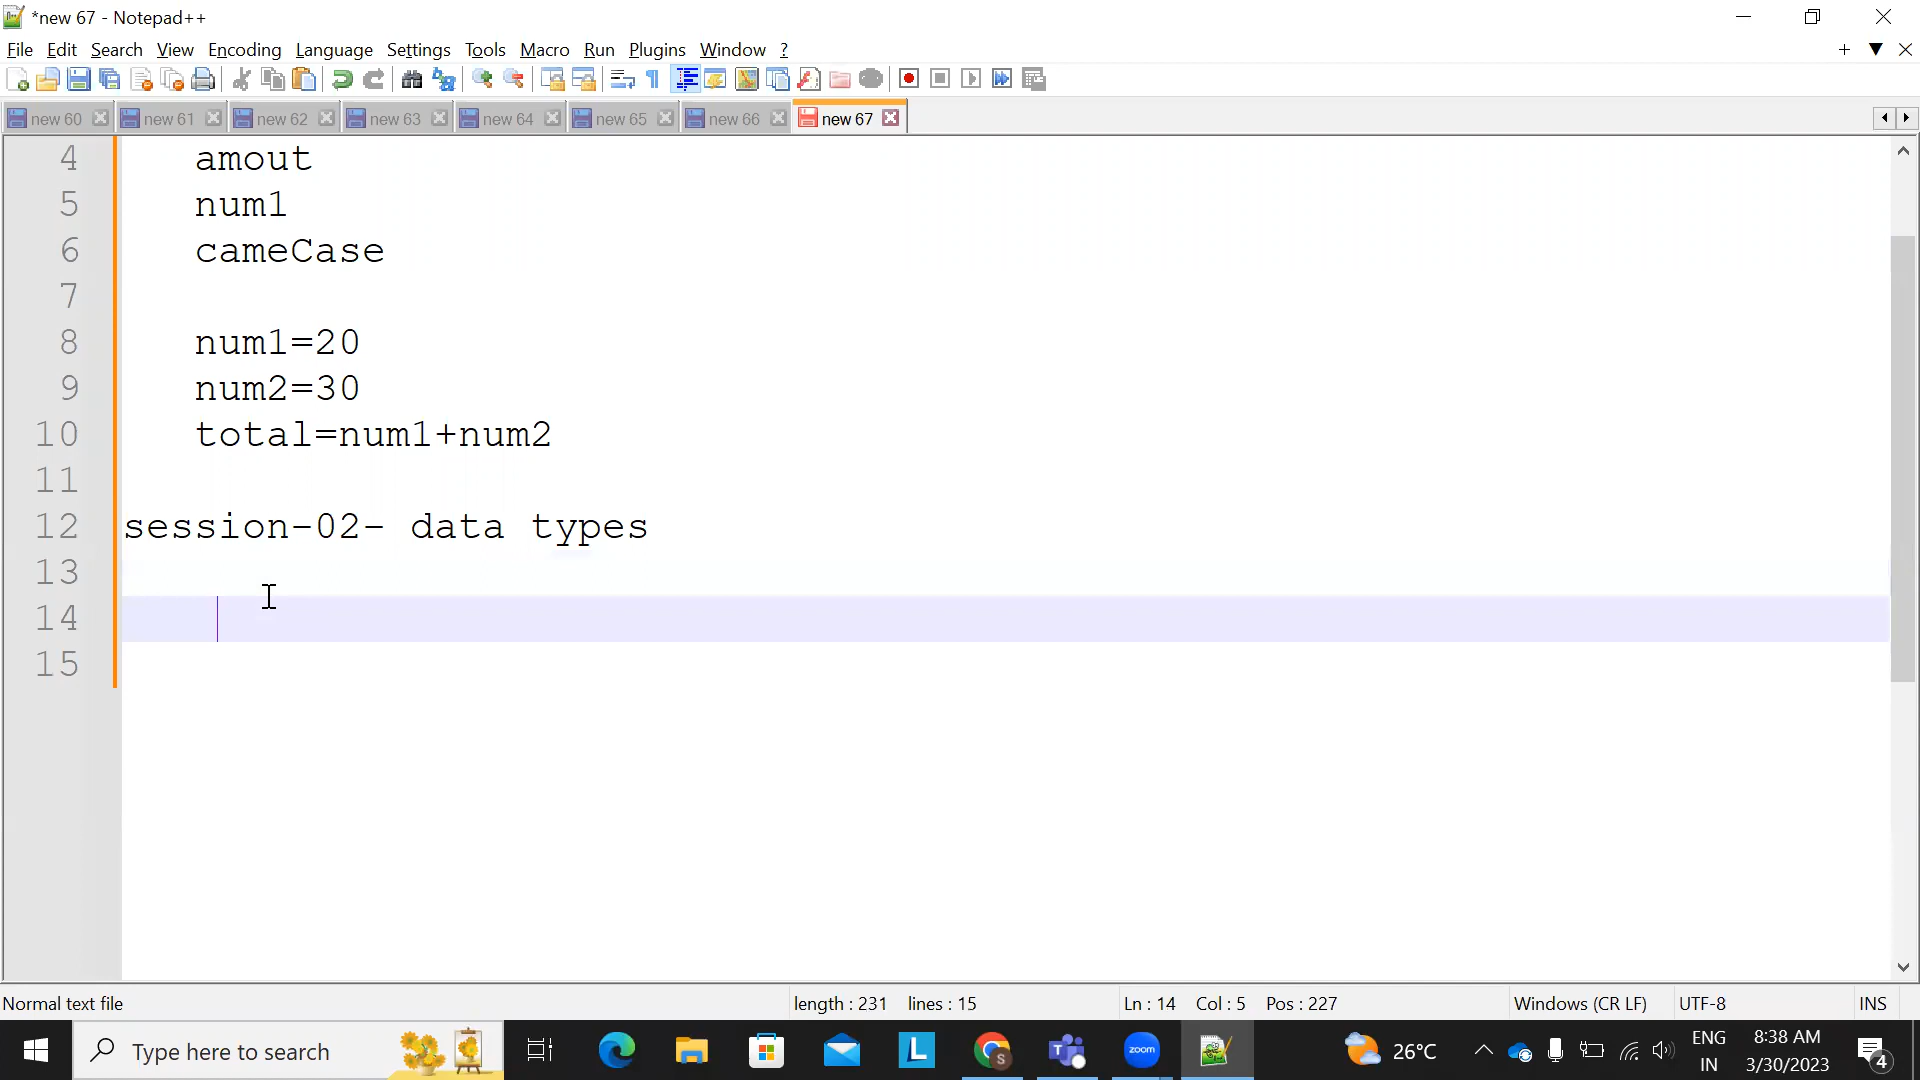 *new 67 - Notepad++
File Edit Search View Encoding Language Settings Tools Macro Run Plugins Window ?
new 60 new 61 new 62 new 63 new 64 new 65 new 66 new 67
4 amout
5 num1
6 cameCase
7
8 num1=20
9 num2=30
10 total=num1+num2
11
12 session-02- data types
13
14
15
Normal text file length : 231 lines : 15 Ln : 14 Col : 5 Pos : 227 Windows (CR LF) UTF-8 INS
Type here to search L zoom S 26°C ENG 8:38 AM
IN 3/30/2023 4